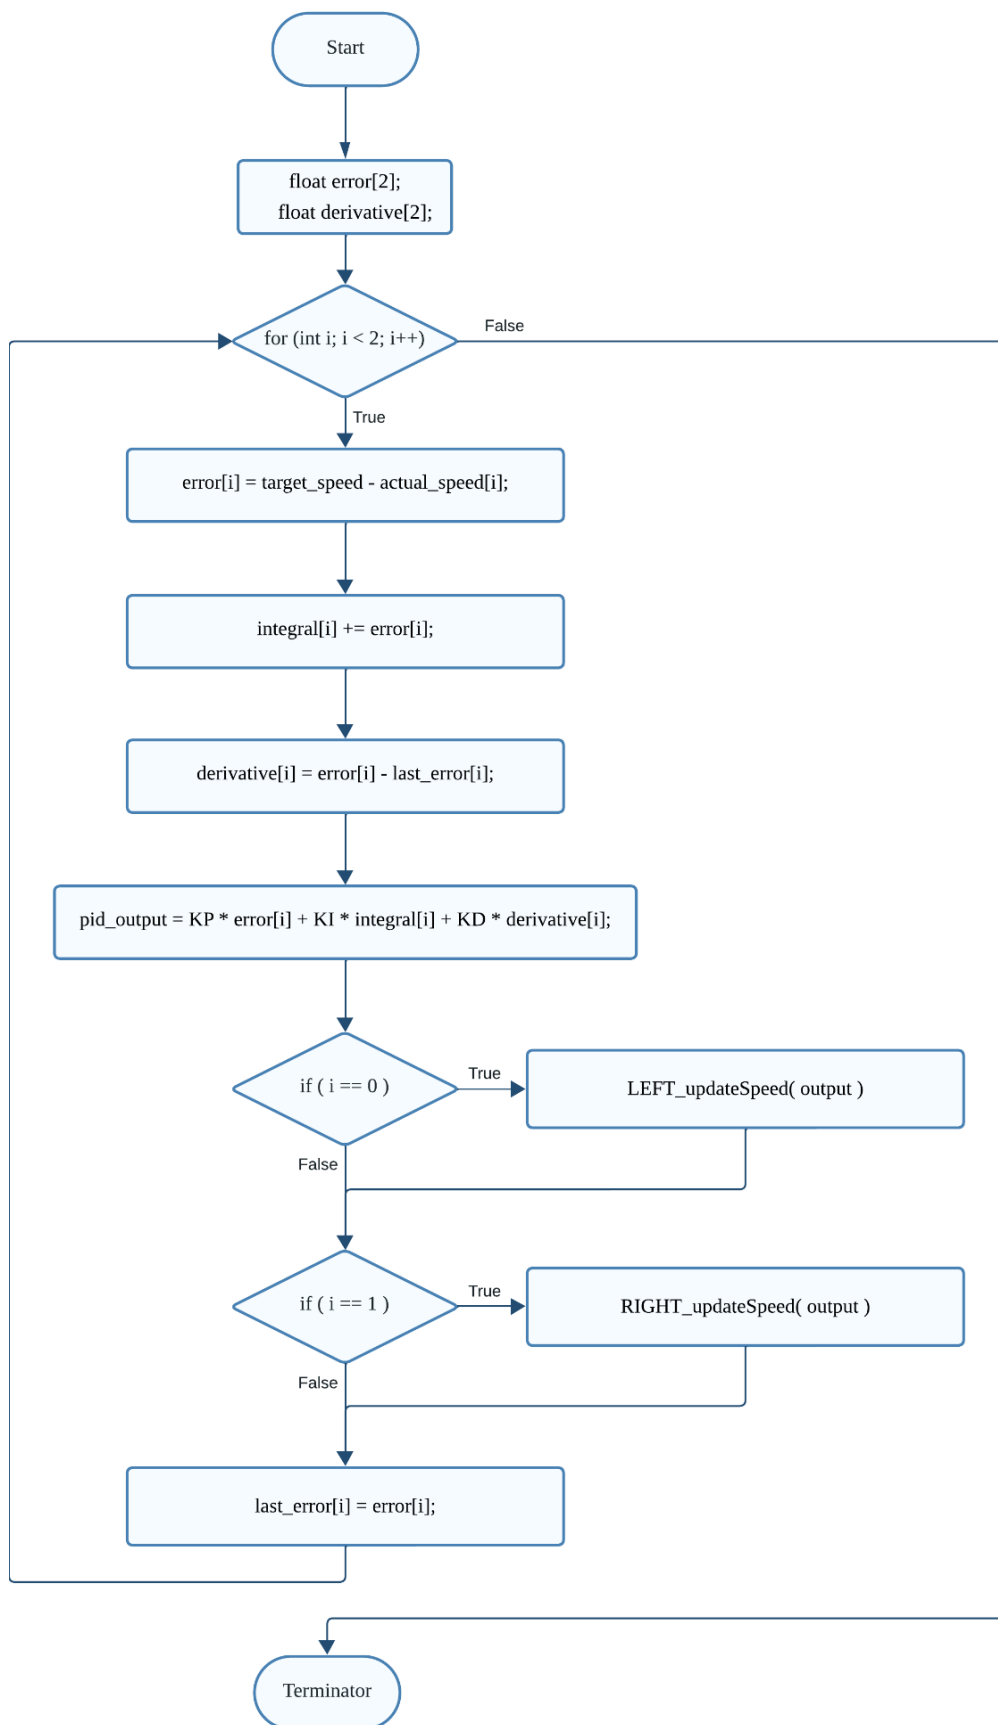 Start
float error[2];
float derivative[2];
for (int i; i < 2; i++)
False
True
error[i] = target_speed - actual_speed[i];
integral[i] += error[i];
derivative[i] = error[i] - last_error[i];
pid_output = KP * error[i] + KI * integral[i] + KD * derivative[i];
if ( i == 0 )
True
LEFT_updateSpeed( output )
False
if ( i == 1 )
True
RIGHT_updateSpeed( output )
False
last_error[i] = error[i];
Terminator